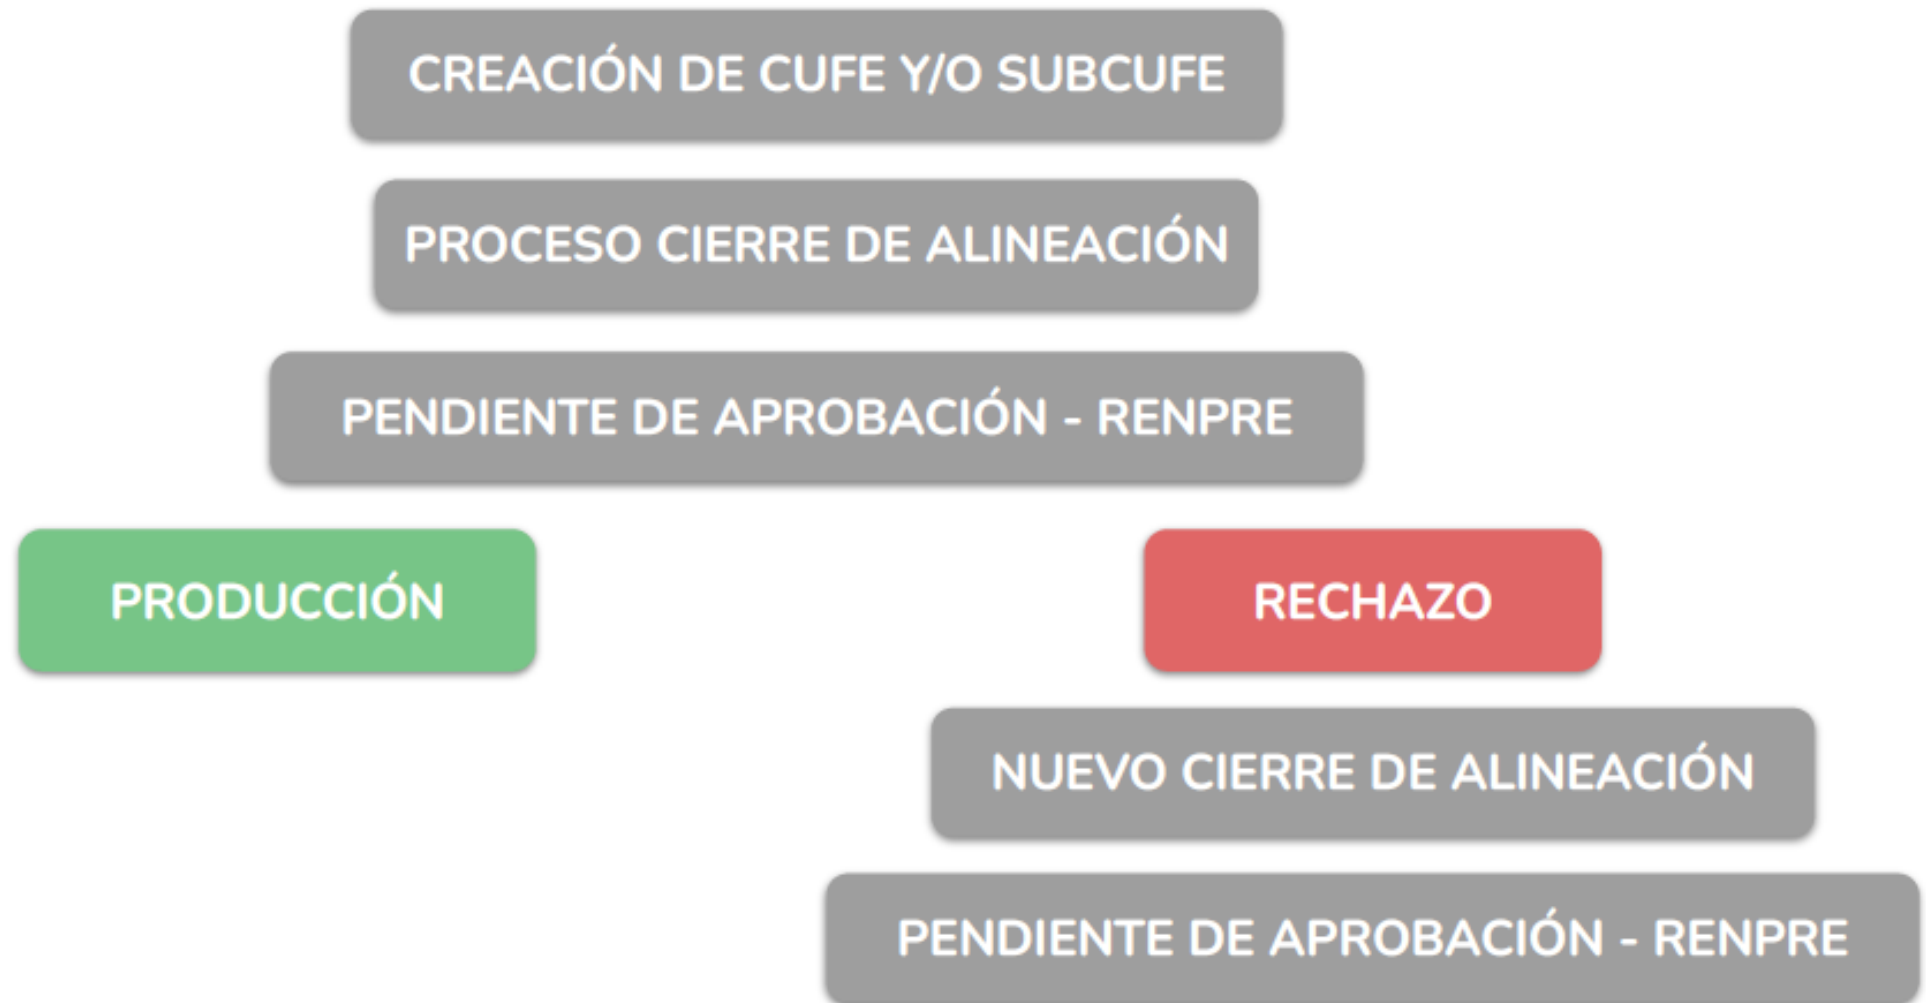 CREACIÓN DE CUFE Y/O SUBCUFE
PROCESO CIERRE DE ALINEACIÓN
PENDIENTE DE APROBACIÓN - RENPRE
PRODUCCIÓN
RECHAZO
NUEVO CIERRE DE ALINEACIÓN
PENDIENTE DE APROBACIÓN - RENPRE